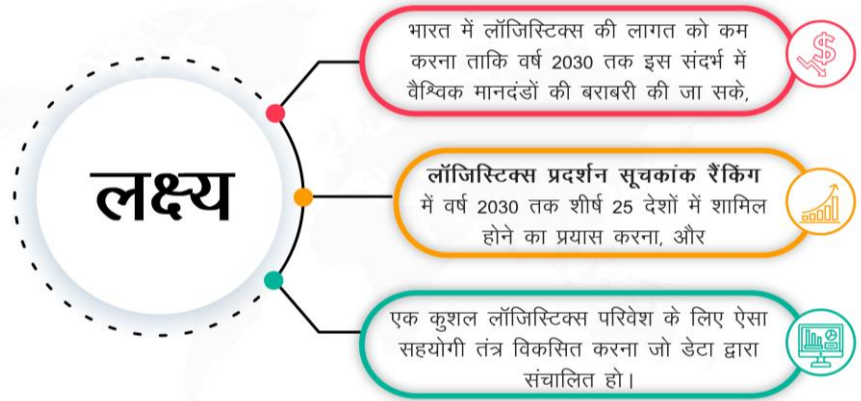 लक्ष्य
भारत में लॉजिस्टिक्स की लागत को कम
करना ताकि वर्ष 2030 तक इस संदर्भ में
वैश्विक मानदंडों की बराबरी की जा सके,
लॉजिस्टिक्स प्रदर्शन सूचकांक रैंकिंग
में वर्ष 2030 तक शीर्ष 25 देशों में शामिल
होने का प्रयास करना, और
एक कुशल लॉजिस्टिक्स परिवेश के लिए ऐसा
सहयोगी तंत्र विकसित करना जो डेटा द्वारा
संचालित हो।